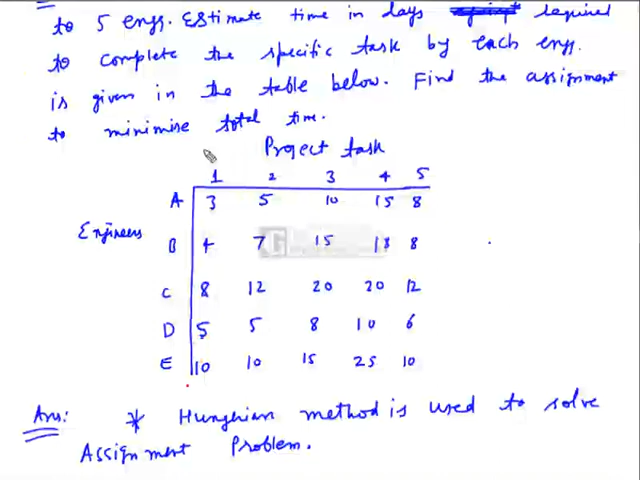 to 5 engs. Estimate time in days required
to complete the specific task by each eng.
is given in the table below. Find the assignment
to minimise total time.
Project task
1 2 3 4 5
A 3 5 10 15 8
Engineers
B 4 7 15 18 8
C 8 12 20 20 12
D 5 5 8 10 6
E 10 10 15 25 10
Ans: * Hungrian method is used to solve
Assignment Problem.